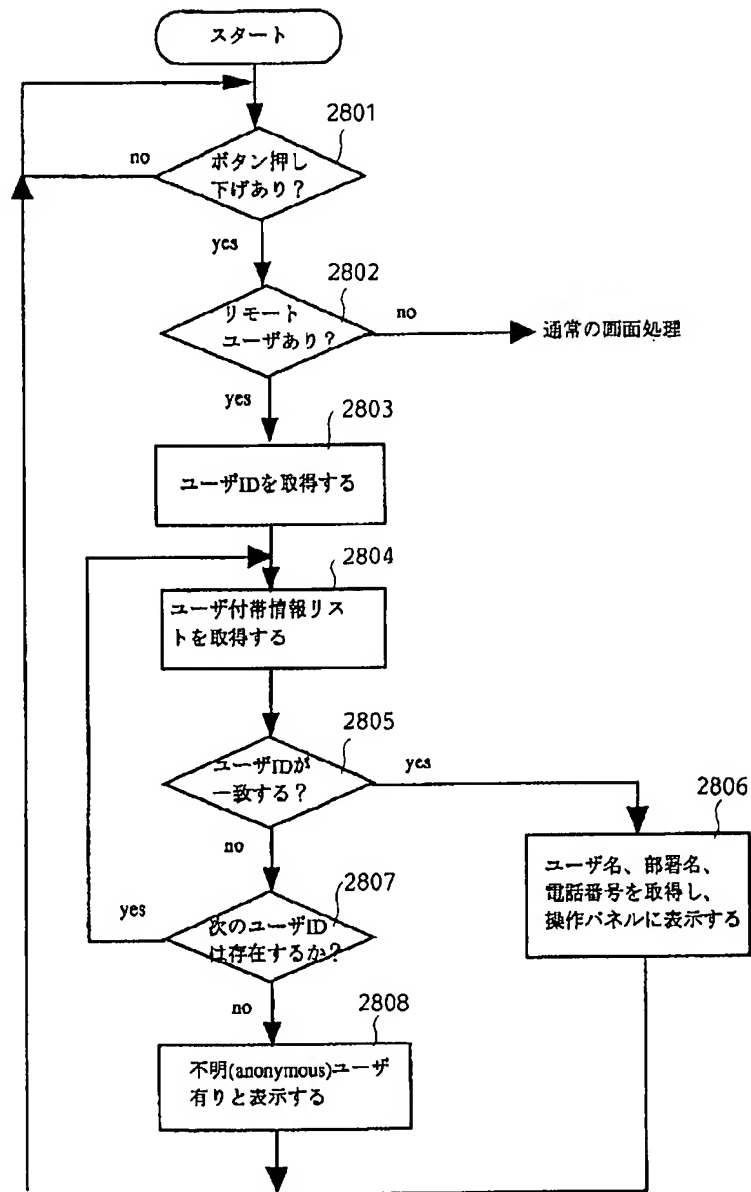 スタート
2801
no
ボタン押し
下げあり？
yes
2802
リモート
ユーザあり？
no
通常の画面処理
yes
2803
ユーザIDを取得する
2804
ユーザ付帯情報リス
トを取得する
2805
ユーザIDが
一致する？
yes
2806
no
ユーザ名、部署名、
電話番号を取得し、
操作パネルに表示する
yes
2807
次のユーザID
は存在するか？
no
2808
不明(anonymous)ユーザ
有りと表示する